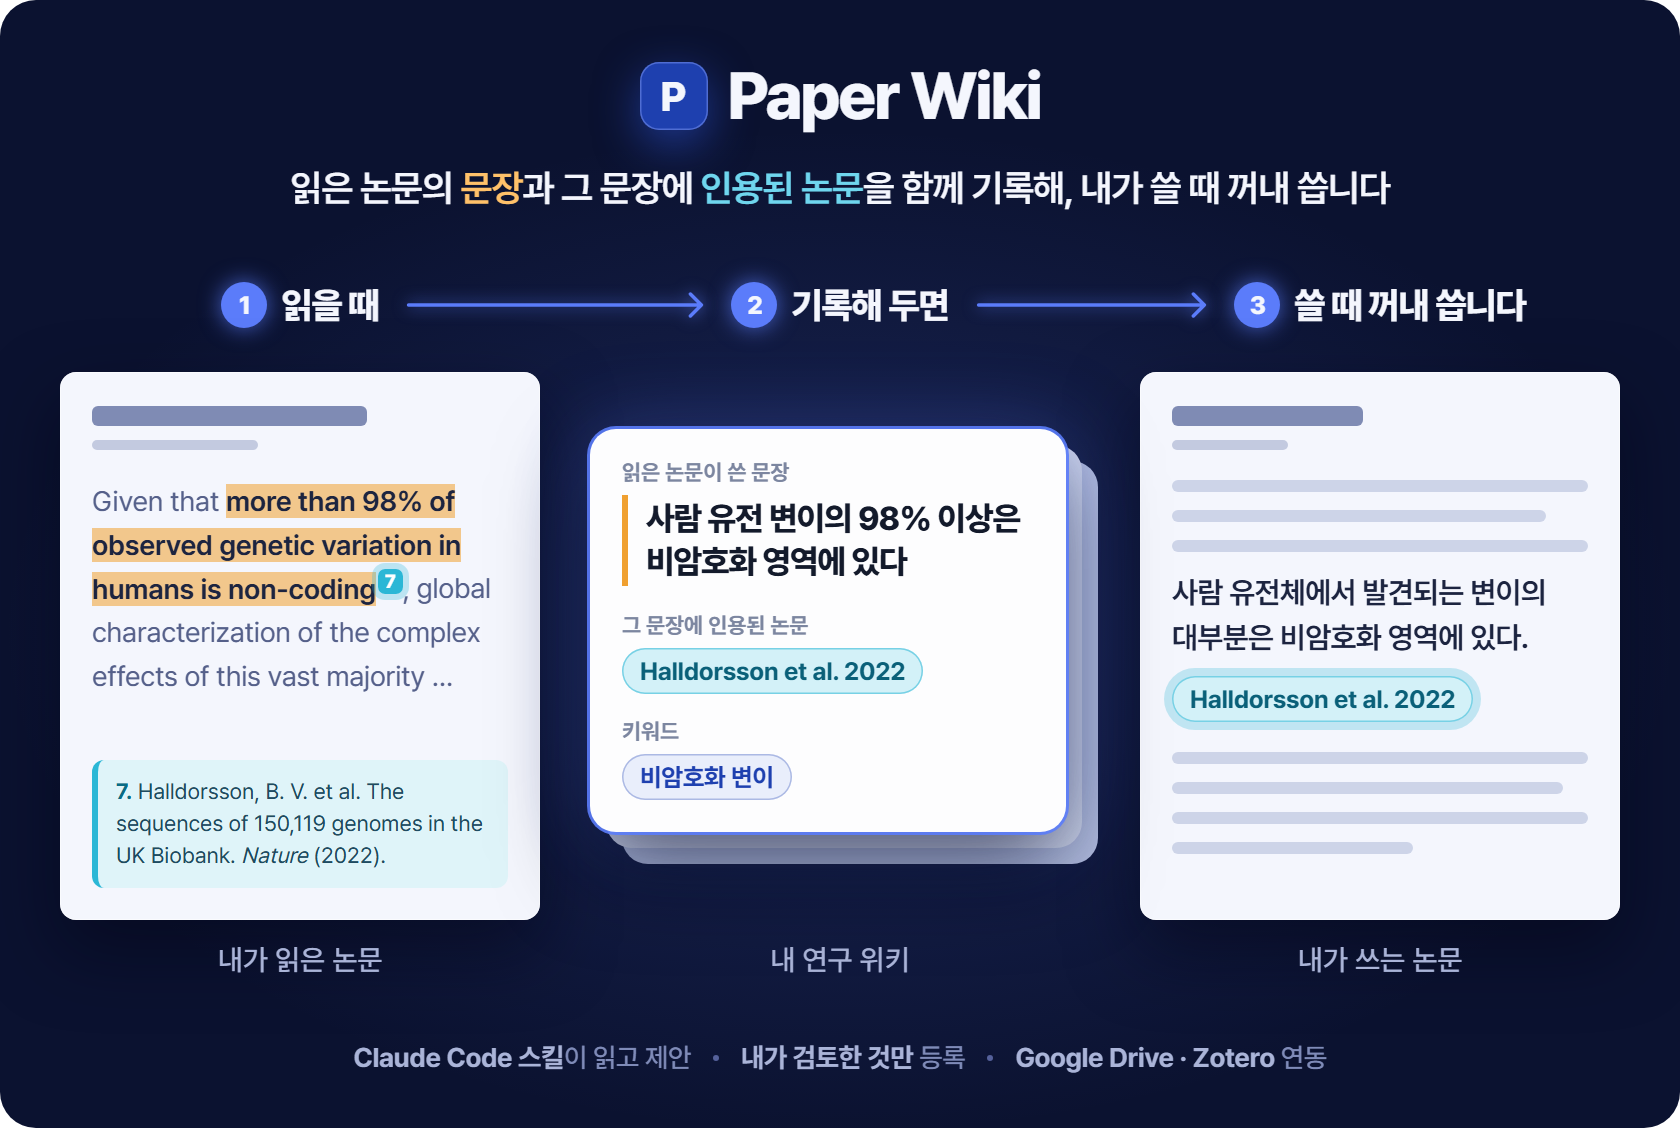 P Paper Wiki
읽은 논문의 문장과 그 문장에 인용된 논문을 함께 기록해, 내가 쓸 때 꺼내 씁니다
1 읽을 때
2 기록해 두면
3 쓸 때 꺼내 씁니다
Given that more than 98% of
observed genetic variation in
humans is non-coding7, global
characterization of the complex
effects of this vast majority ...
7. Halldorsson, B. V. et al. The
sequences of 150,119 genomes in the
UK Biobank. Nature (2022).
내가 읽은 논문
읽은 논문이 쓴 문장
사람 유전 변이의 98% 이상은
비암호화 영역에 있다
그 문장에 인용된 논문
Halldorsson et al. 2022
키워드
비암호화 변이
내 연구 위키
사람 유전체에서 발견되는 변이의
대부분은 비암호화 영역에 있다.
Halldorsson et al. 2022
내가 쓰는 논문
Claude Code 스킬이 읽고 제안 • 내가 검토한 것만 등록 • Google Drive · Zotero 연동